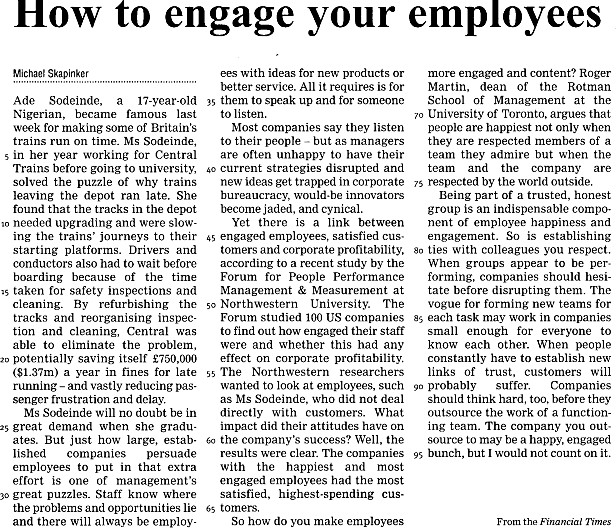 How to engage your employees
Michael Skapinker
Ade Sodeinde, a 17-year-old
Nigerian, became famous last
week for making some of Britain's
trains run on time. Ms Sodeinde,
5 in her year working for Central
Trains before going to university,
solved the puzzle of why trains
leaving the depot ran late. She
found that the tracks in the depot
10 needed upgrading and were slow-
ing the trains' journeys to their
starting platforms. Drivers and
conductors also had to wait before
boarding because of the time
15 taken for safety inspections and
cleaning. By refurbishing the
tracks and reorganising inspec-
tion and cleaning, Central was
able to eliminate the problem,
20 potentially saving itself £750,000
($1.37m) a year in fines for late
running – and vastly reducing pas-
senger frustration and delay.
Ms Sodeinde will no doubt be in
25 great demand when she gradu-
ates. But just how large, estab-
lished companies persuade
employees to put in that extra
effort is one of management's
30 great puzzles. Staff know where
the problems and opportunities lie
and there will always be employ-
ees with ideas for new products or
better service. All it requires is for
35 them to speak up and for someone
to listen.
Most companies say they listen
to their people – but as managers
are often unhappy to have their
40 current strategies disrupted and
new ideas get trapped in corporate
bureaucracy, would-be innovators
become jaded, and cynical.
Yet there is a link between
45 engaged employees, satisfied cus-
tomers and corporate profitability,
according to a recent study by the
Forum for People Performance
Management & Measurement at
50 Northwestern University. The
Forum studied 100 US companies
to find out how engaged their staff
were and whether this had any
effect on corporate profitability.
55 The Northwestern researchers
wanted to look at employees, such
as Ms Sodeinde, who did not deal
directly with customers. What
impact did their attitudes have on
60 the company's success? Well, the
results were clear. The companies
with the happiest and most
engaged employees had the most
satisfied, highest-spending cus-
65 tomers.
So how do you make employees
more engaged and content? Roger
Martin, dean of the Rotman
School of Management at the
70 University of Toronto, argues that
people are happiest not only when
they are respected members of a
team they admire but when the
team and the company are
75 respected by the world outside.
Being part of a trusted, honest
group is an indispensable compo-
nent of employee happiness and
engagement. So is establishing
80 ties with colleagues you respect.
When groups appear to be per-
forming, companies should hesi-
tate before disrupting them. The
vogue for forming new teams for
85 each task may work in companies
small enough for everyone to
know each other. When people
constantly have to establish new
links of trust, customers will
90 probably suffer. Companies
should think hard, too, before they
outsource the work of a function-
ing team. The company you out-
source to may be a happy, engaged
95 bunch, but I would not count on it.
From the Financial Times